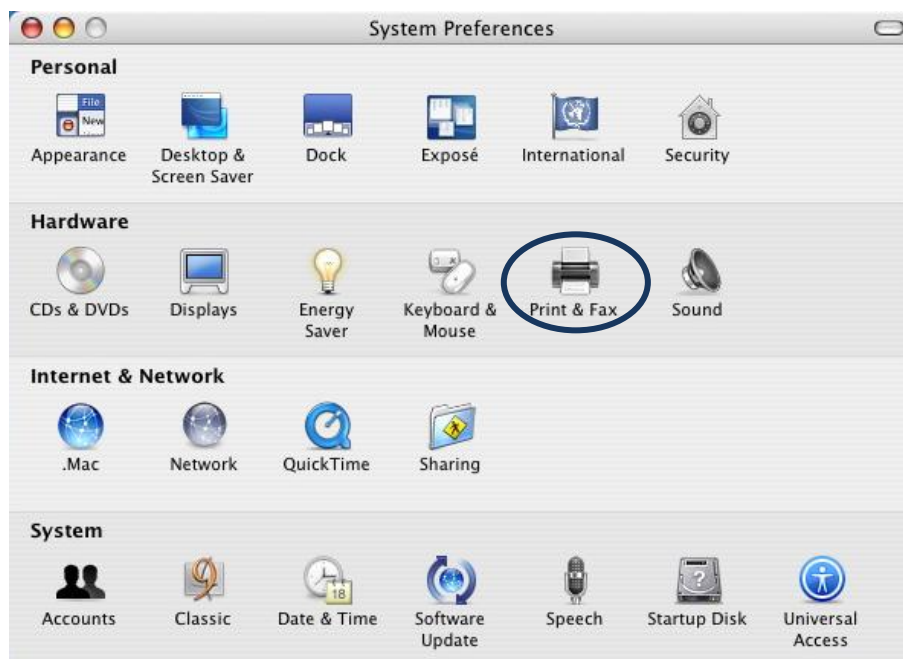 System Preferences
Personal
File
New
Appearance
Desktop &
Screen Saver
Dock
Exposé
International
Security
Hardware
CDs & DVDs
Displays
Energy
Saver
Keyboard &
Mouse
Print & Fax
Sound
Internet & Network
.Mac
Network
QuickTime
Sharing
System
Accounts
9
Classic
18
Date & Time
Software
Update
Speech
?
Startup Disk
Universal
Access